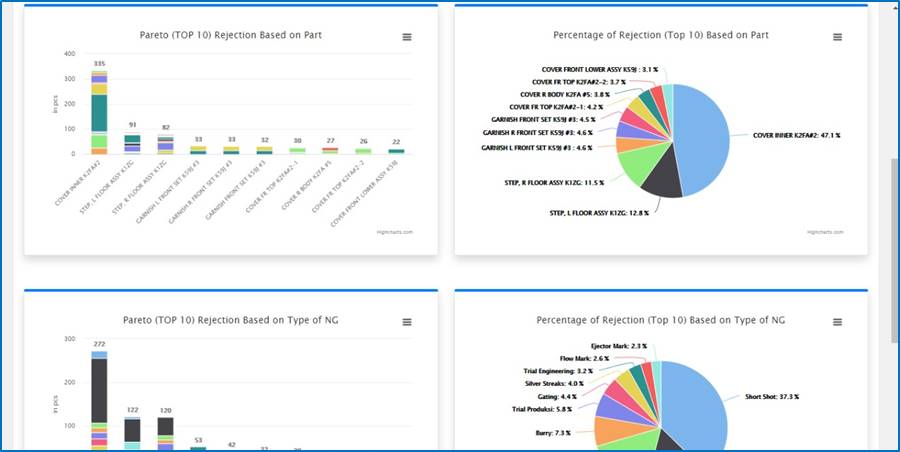 Pareto (TOP 10) Rejection Based on Part
400
300
200
100
0
in pcs
335
91
82
33
33
32
30
27
26
22
COVER INNER K2FA#2
STEP, L FLOOR ASSY K1ZG
STEP, R FLOOR ASSY K1ZG
GARNISH L FRONT SET K59J #3
GARNISH R FRONT SET K59J #3
GARNISH FRONT SET K59J #3
COVER FR TOP K2FA#2-1
COVER R BODY K2FA #5
COVER FR TOP K2FA#2-2
COVER FRONT LOWER ASSY K59J
Highcharts.com
Percentage of Rejection (Top 10) Based on Part
COVER FRONT LOWER ASSY K59J : 3.1 %
COVER FR TOP K2FA#2-2: 3.7 %
COVER R BODY K2FA #5: 3.8 %
COVER FR TOP K2FA#2-1: 4.2 %
GARNISH FRONT SET K59J #3: 4.5 %
GARNISH R FRONT SET K59J #3: 4.6 %
GARNISH L FRONT SET K59J #3 : 4.6 %
STEP, R FLOOR ASSY K1ZG: 11.5 %
STEP, L FLOOR ASSY K1ZG: 12.8 %
COVER INNER K2FA#2: 47.1 %
Highcharts.com
Pareto (TOP 10) Rejection Based on Type of NG
300
200
100
in pcs
272
122
120
53
42
Percentage of Rejection (Top 10) Based on Type of NG
Ejector Mark: 2.3 %
Flow Mark: 2.6 %
Trial Engineering: 3.2 %
Silver Streaks: 4.0 %
Gating: 4.4 %
Trial Produksi: 5.8 %
Burry: 7.3 %
Short Shot: 37.3 %